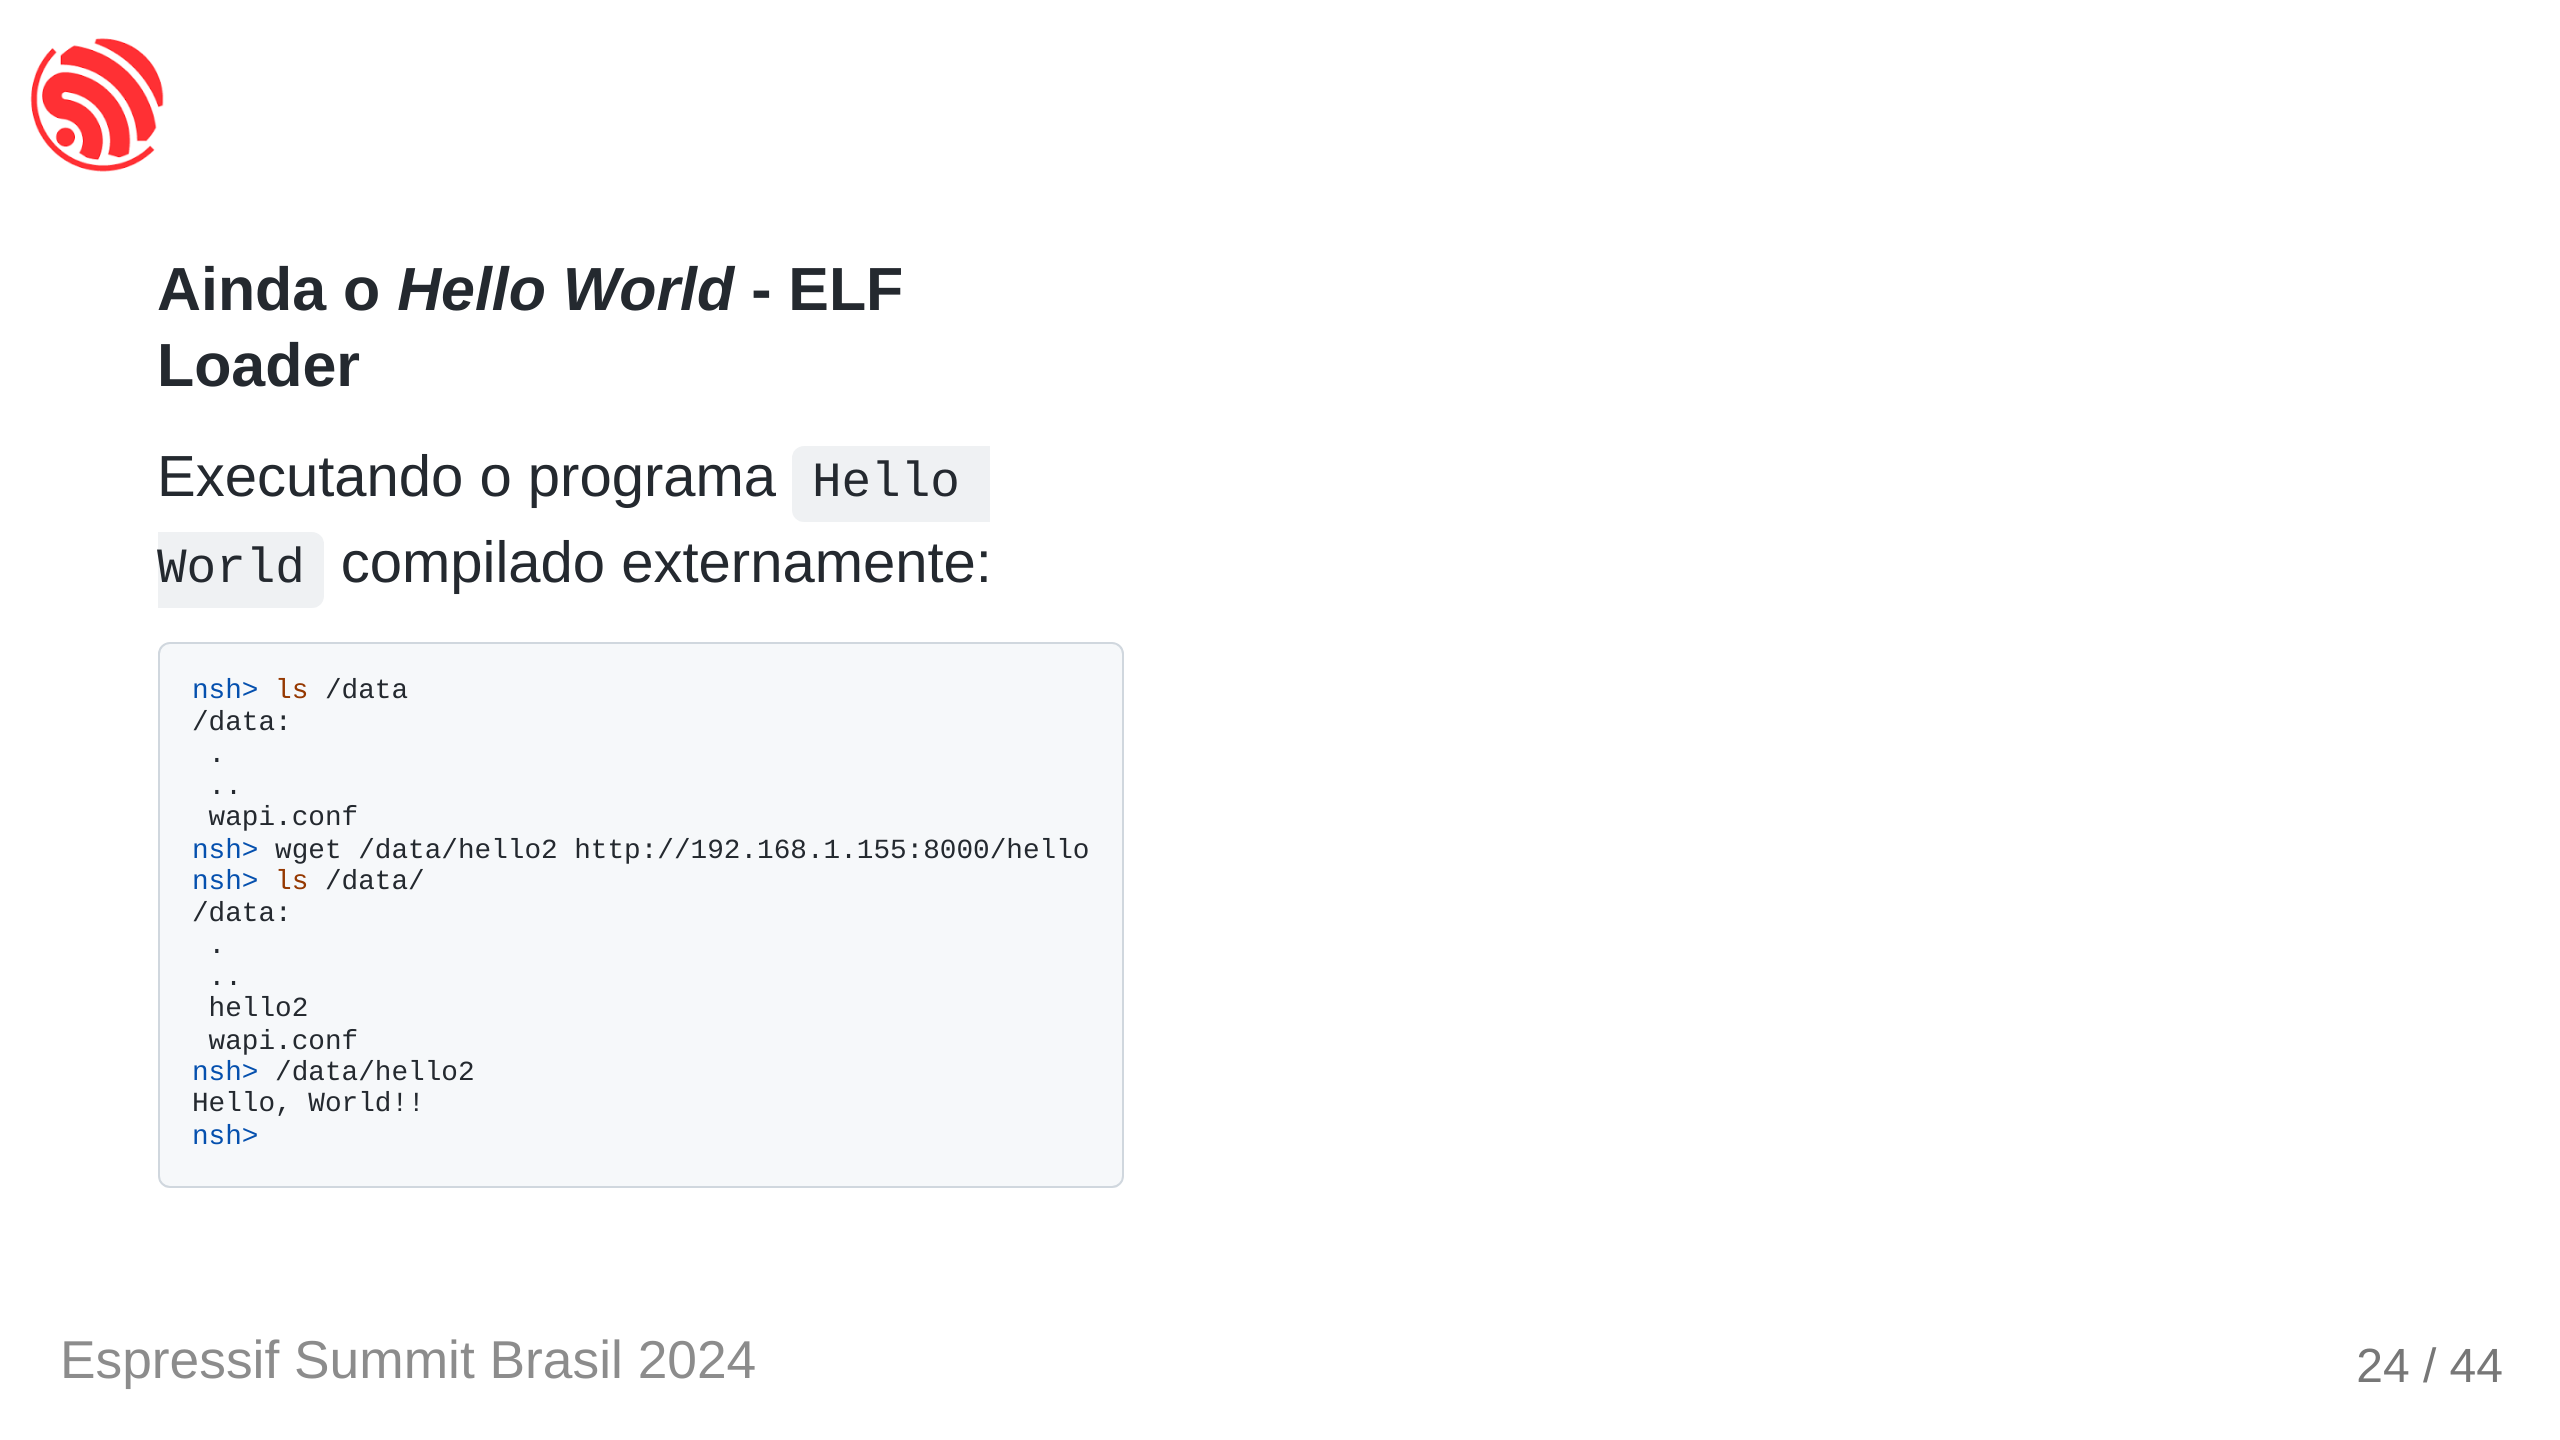 Ainda o Hello World - ELF
Loader
Executando o programa Hello
World compilado externamente:
nsh> ls /data
/data:
 .
 ..
 wapi.conf
nsh> wget /data/hello2 http://192.168.1.155:8000/hello
nsh> ls /data/
/data:
 .
 ..
 hello2
 wapi.conf
nsh> /data/hello2
Hello, World!!
nsh>
Espressif Summit Brasil 2024
24 / 44